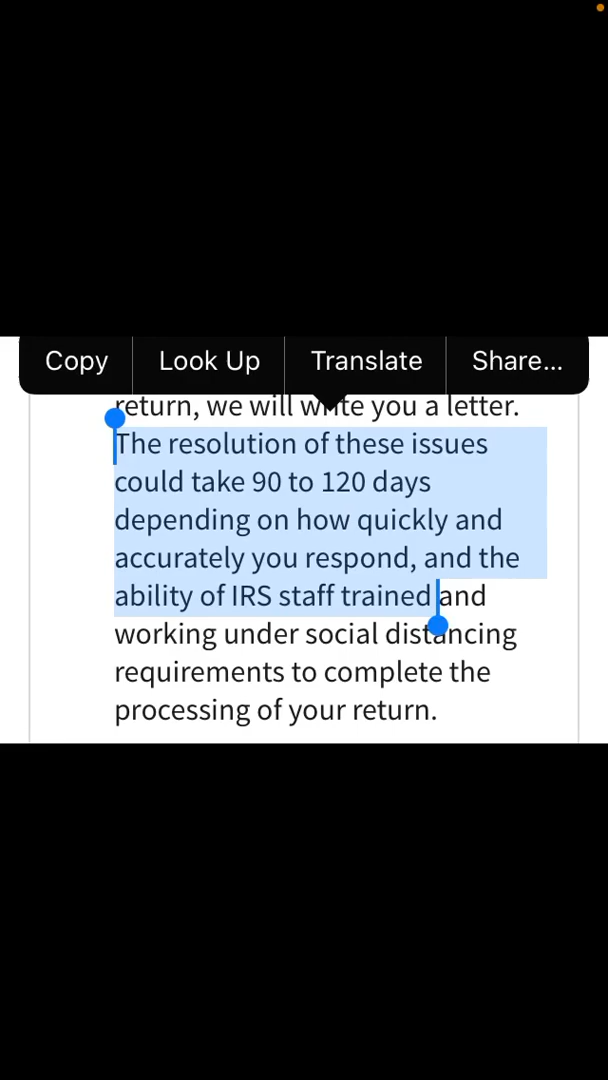 Copy Look Up Translate Share...
return, we will write you a letter.
The resolution of these issues
could take 90 to 120 days
depending on how quickly and
accurately you respond, and the
ability of IRS staff trained and
working under social distancing
requirements to complete the
processing of your return.